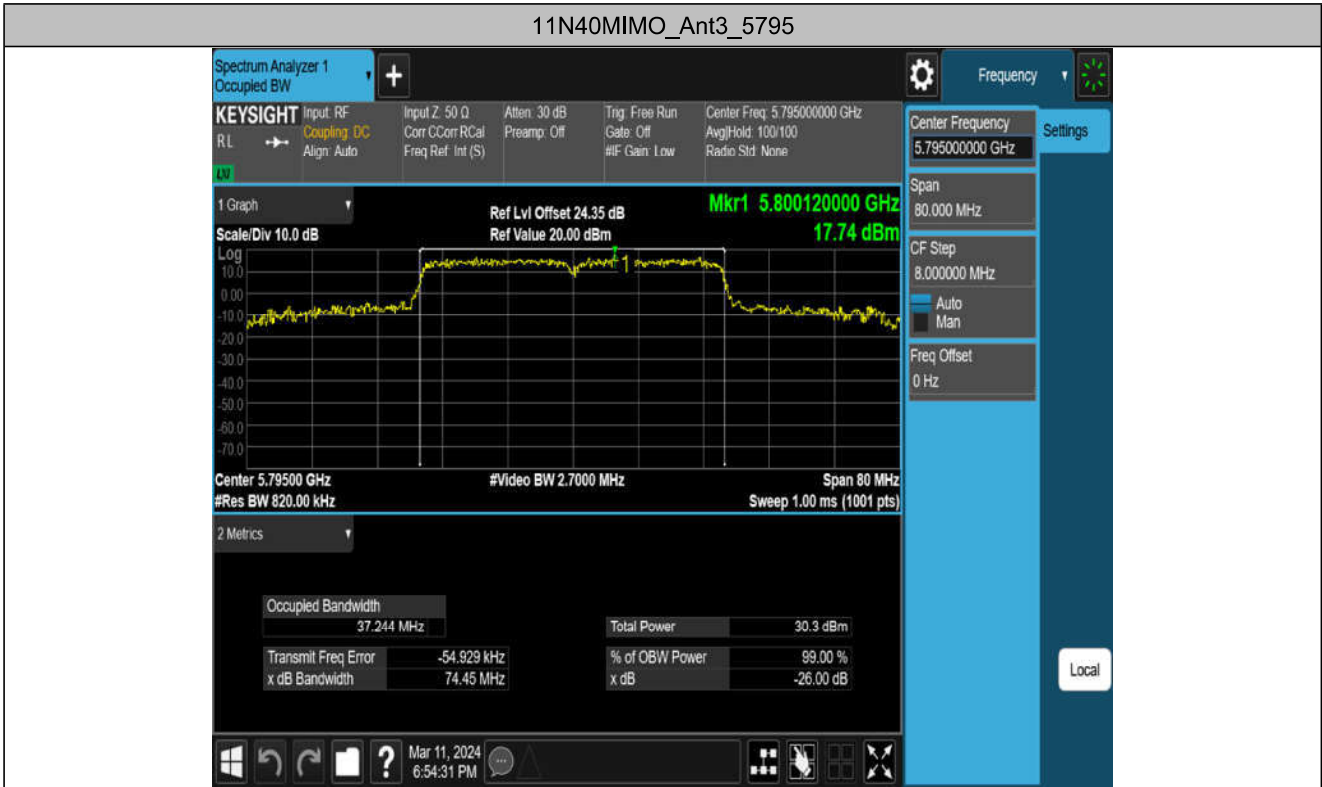 11N40MIMO_Ant3_5795
Spectrum Analyzer 1
Occupied BW
+
Frequency
KEYSIGHT
RL
LXI
Input: RF
Coupling: DC
Align: Auto
Input Z: 50 Ω
Corr CCorr RCal
Freq Ref: Int (S)
Atten: 30 dB
Preamp: Off
Trig: Free Run
Gate: Off
#IF Gain: Low
Center Freq: 5.795000000 GHz
Avg|Hold: 100/100
Radio Std: None
Center Frequency
5.795000000 GHz
Settings
Span
80.000 MHz
CF Step
8.000000 MHz
Auto
Man
Freq Offset
0 Hz
Local
1 Graph
Scale/Div 10.0 dB
Ref Lvl Offset 24.35 dB
Ref Value 20.00 dBm
Mkr1 5.800120000 GHz
17.74 dBm
Log
10.0
0.00
-10.0
-20.0
-30.0
-40.0
-50.0
-60.0
-70.0
1
Center 5.79500 GHz
#Video BW 2.7000 MHz
Span 80 MHz
#Res BW 820.00 kHz
Sweep 1.00 ms (1001 pts)
2 Metrics
Occupied Bandwidth
37.244 MHz
Total Power 30.3 dBm
Transmit Freq Error -54.929 kHz
% of OBW Power 99.00 %
x dB Bandwidth 74.45 MHz
x dB -26.00 dB
?
Mar 11, 2024
6:54:31 PM